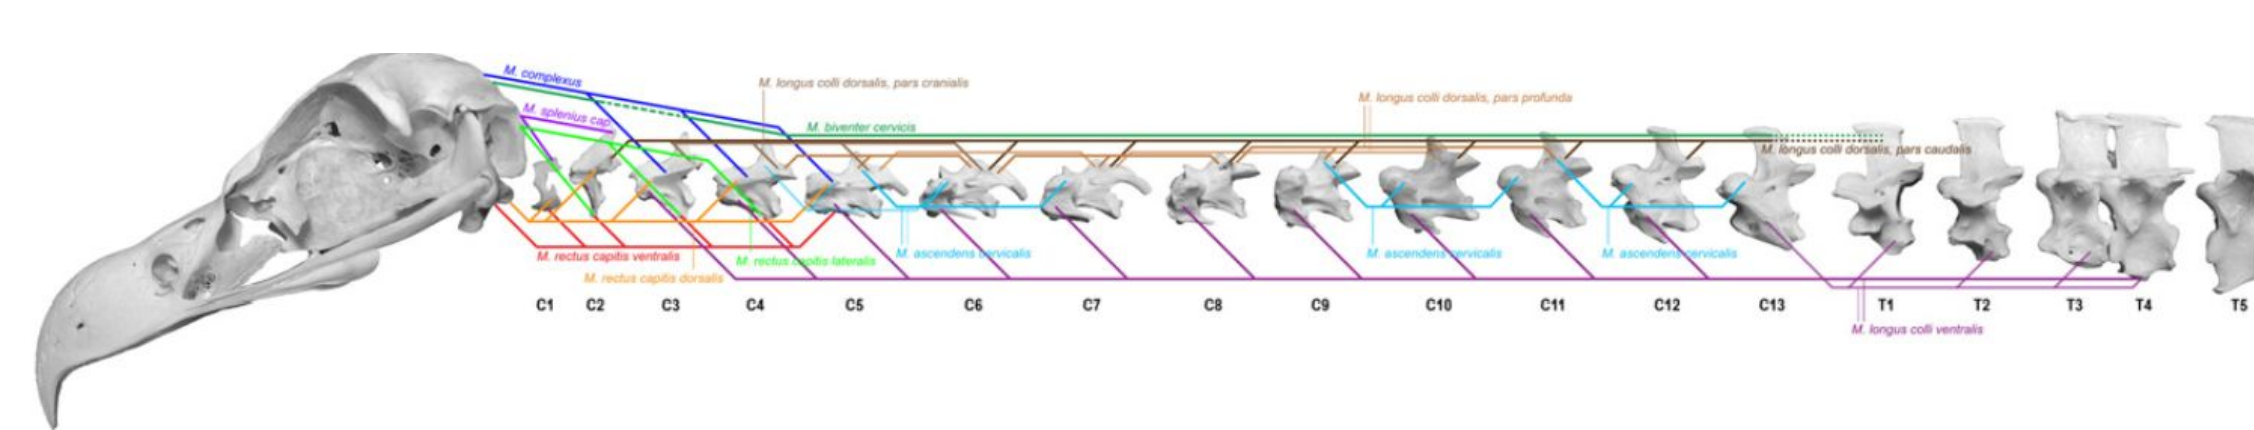 M. complexus
M. longus colli dorsalis, pars cranialis
M. longus colli dorsalis, pars profunda
M. splenius cap.
M. biventer cervicis
M. longus colli dorsalis, pars caudalis
M. rectus capitis ventralis
M. rectus capitis lateralis
M. ascendens cervicalis
M. ascendens cervicalis
M. ascendens cervicalis
M. rectus capitis dorsalis
C1 C2 C3 C4 C5 C6 C7 C8 C9 C10 C11 C12 C13 T1 T2 T3 T4 T5
M. longus colli ventralis